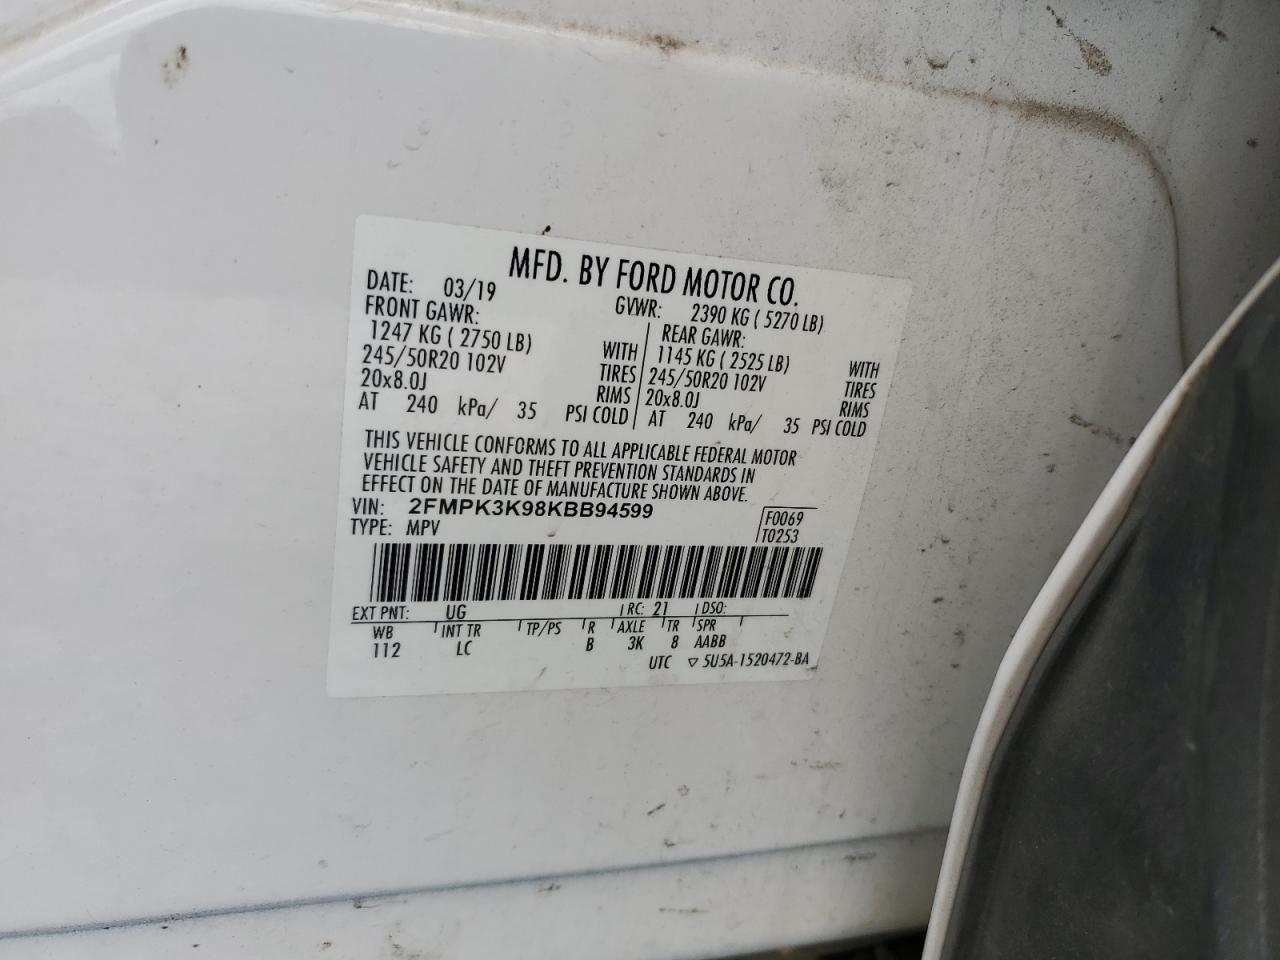 MFD. BY FORD MOTOR CO.
DATE: 03/19 GVWR: 2390 KG ( 5270 LB)
FRONT GAWR: REAR GAWR:
1247 KG ( 2750 LB) WITH 1145 KG ( 2525 LB) WITH
245/50R20 102V TIRES 245/50R20 102V TIRES
20x8.0J RIMS 20x8.0J RIMS
AT 240 kPa/ 35 PSI COLD AT 240 kPa/ 35 PSI COLD
THIS VEHICLE CONFORMS TO ALL APPLICABLE FEDERAL MOTOR
VEHICLE SAFETY AND THEFT PREVENTION STANDARDS IN
EFFECT ON THE DATE OF MANUFACTURE SHOWN ABOVE.
VIN: 2FMPK3K98KBB94599 F0069
TYPE: MPV T0253
EXT PNT: UG RC: 21 DSO:
WB INT TR TP/PS R AXLE TR SPR
112 LC B 3K 8 AABB
UTC ▽ 5U5A-1520472-BA